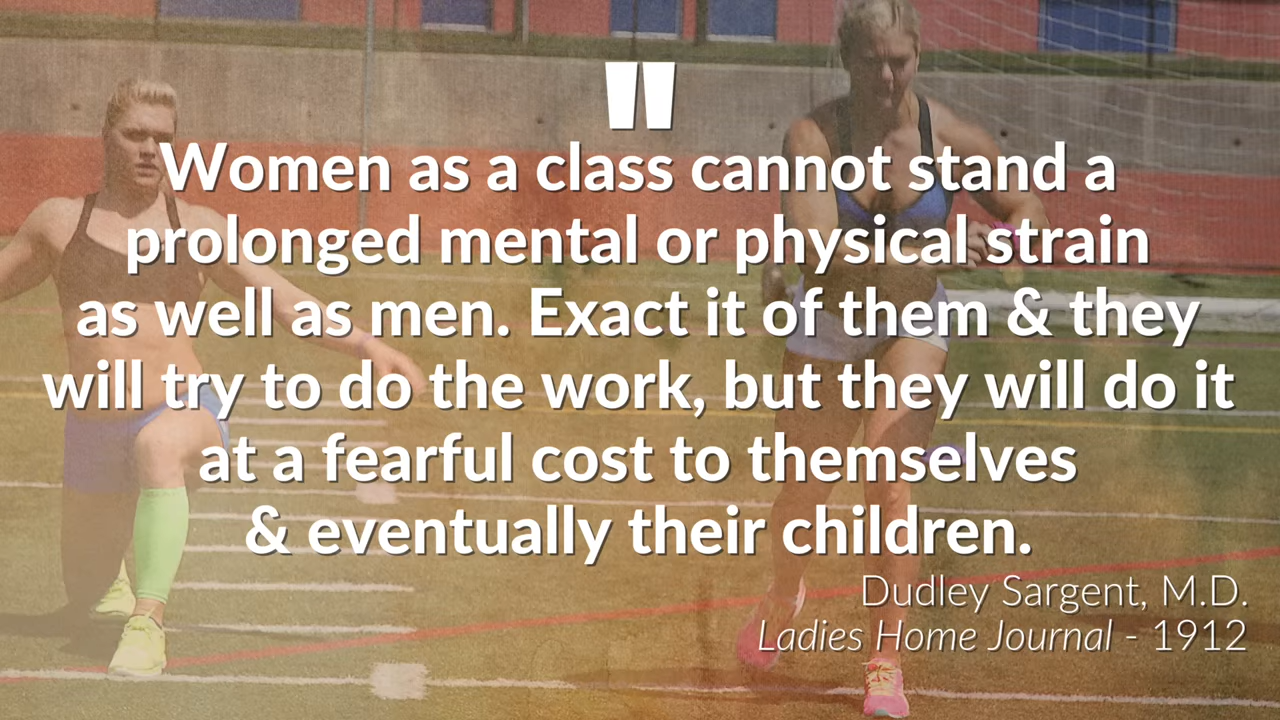 "
Women as a class cannot stand a
prolonged mental or physical strain
as well as men. Exact it of them & they
will try to do the work, but they will do it
at a fearful cost to themselves
& eventually their children.
Dudley Sargent, M.D.
Ladies Home Journal - 1912